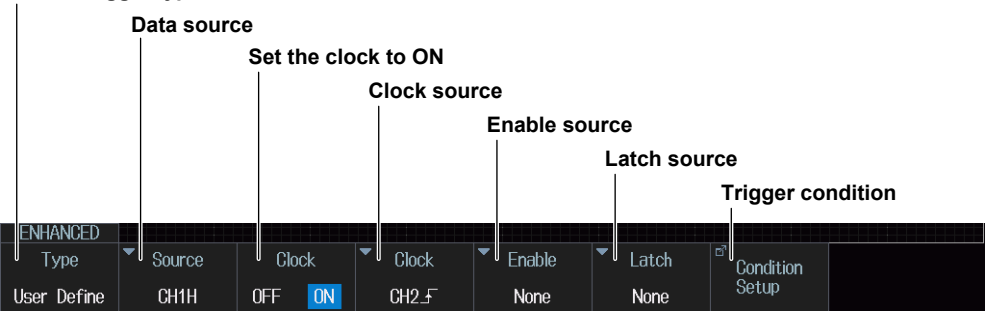 Data source
Set the clock to ON
Clock source
Enable source
Latch source
Trigger condition
ENHANCED
Type Source Clock Clock Enable Latch Condition Setup
User Define CH1H OFF ON CH2 None None